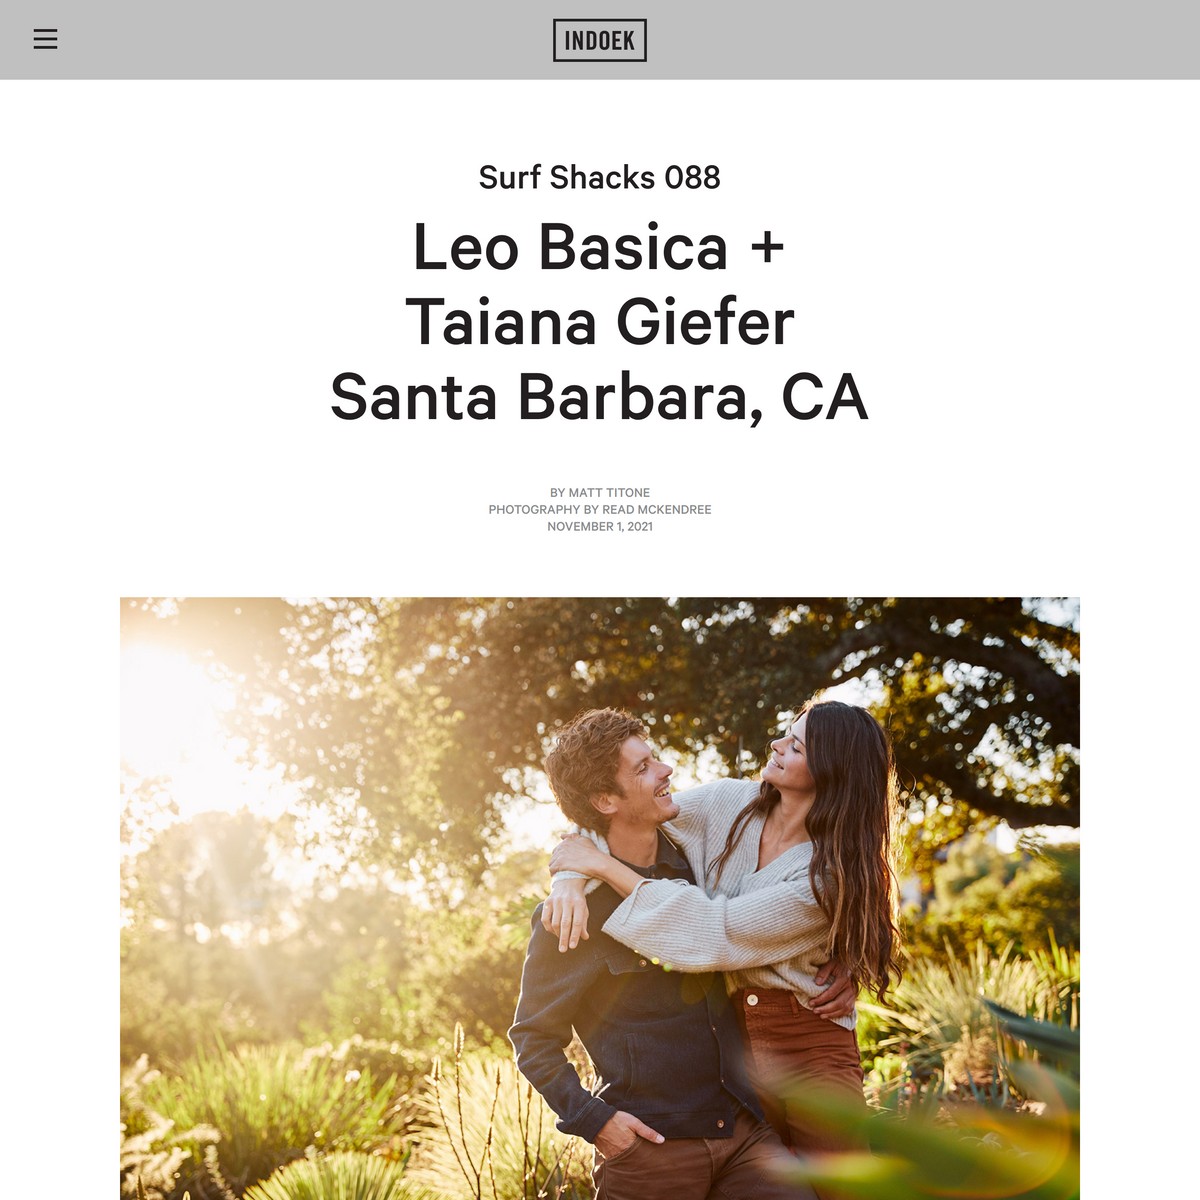 INDOEK
Surf Shacks 088
Leo Basica +
Taiana Giefer
Santa Barbara, CA
BY MATT TITONE
PHOTOGRAPHY BY READ MCKENDREE
NOVEMBER 1, 2021